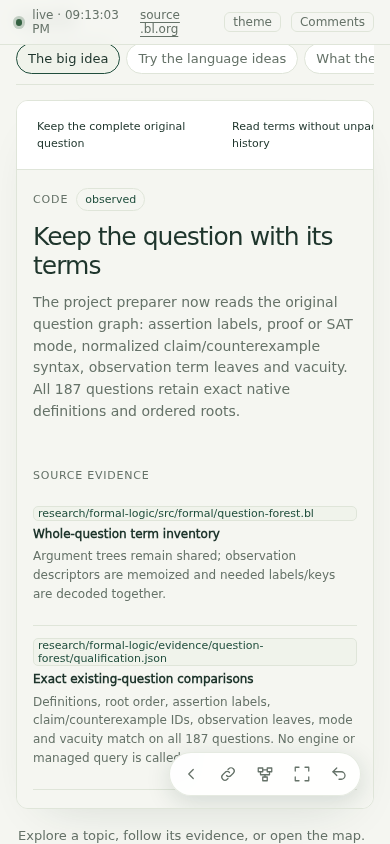 live · 09:13:03 PM
source .bl.org
theme
Comments
The big idea
Try the language ideas
What the
Keep the complete original question
Read terms without unpac
history
CODE observed
Keep the question with its
terms
The project preparer now reads the original
question graph: assertion labels, proof or SAT
mode, normalized claim/counterexample
syntax, observation term leaves and vacuity.
All 187 questions retain exact native
definitions and ordered roots.
SOURCE EVIDENCE
research/formal-logic/src/formal/question-forest.bl
Whole-question term inventory
Argument trees remain shared; observation
descriptors are memoized and needed labels/keys
are decoded together.
research/formal-logic/evidence/question-
forest/qualification.json
Exact existing-question comparisons
Definitions, root order, assertion labels,
claim/counterexample IDs, observation leaves, mode
and vacuity match on all 187 questions. No engine or
managed query is called
Explore a topic, follow its evidence, or open the map.